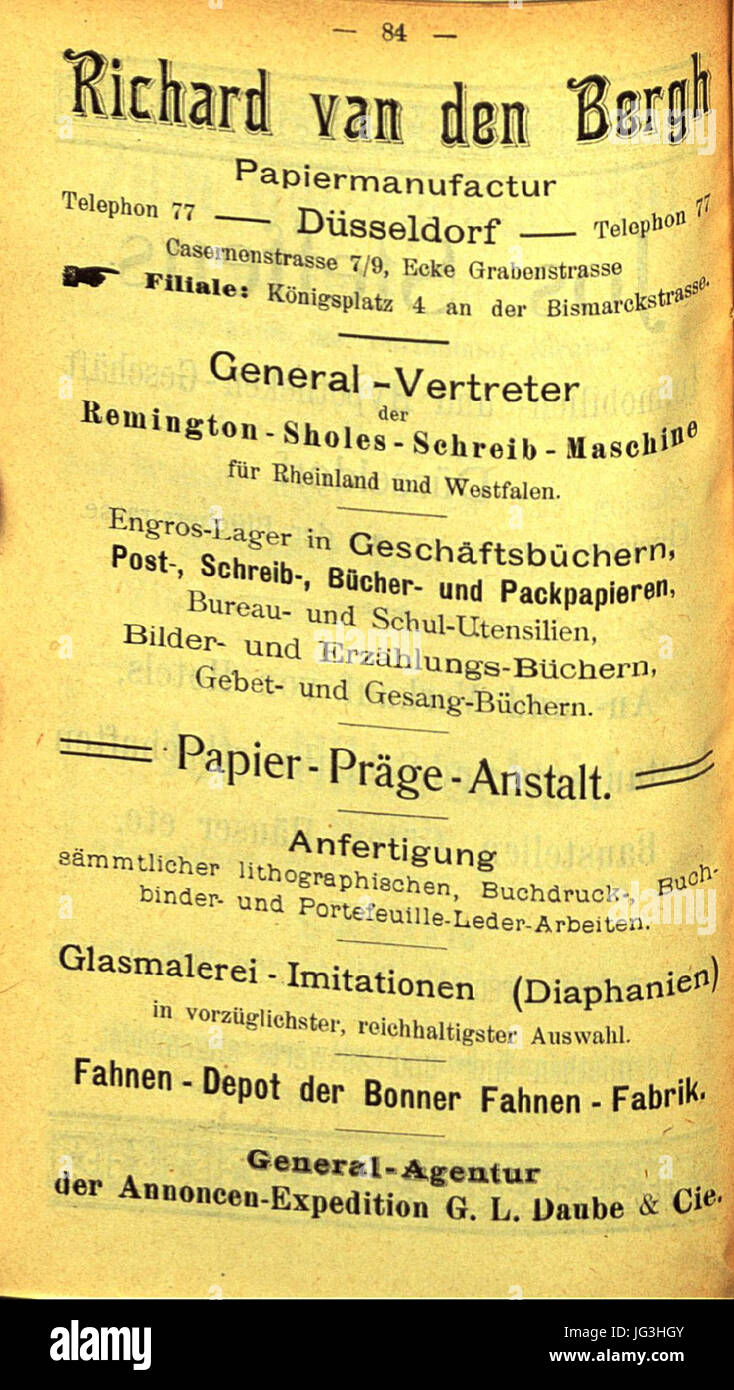 — 84 —
Richard van den Bergh
Papiermanufactur
Telephon 77 — Düsseldorf — Telephon 77
Casernenstrasse 7/9, Ecke Grabenstrasse
Filiale: Königsplatz 4 an der Bismarckstrasse.
General-Vertreter
der
Remington-Sholes-Schreib-Maschine
für Rheinland und Westfalen.
Engros-Lager in Geschäftsbüchern,
Post-, Schreib-, Bücher- und Packpapieren,
Bureau- und Schul-Utensilien,
Bilder- und Erzählungs-Büchern,
Gebet- und Gesang-Büchern.
Papier-Präge-Anstalt.
Anfertigung
sämmtlicher lithographischen, Buchdruck-, Buch-
binder- und Portefeuille-Leder-Arbeiten.
Glasmalerei-Imitationen (Diaphanien)
in vorzüglichster, reichhaltigster Auswahl.
Fahnen-Depot der Bonner Fahnen-Fabrik.
General-Agentur
der Annoncen-Expedition G. L. Daube & Cie.
alamy stock photo
JG3HGY
www.alamy.com